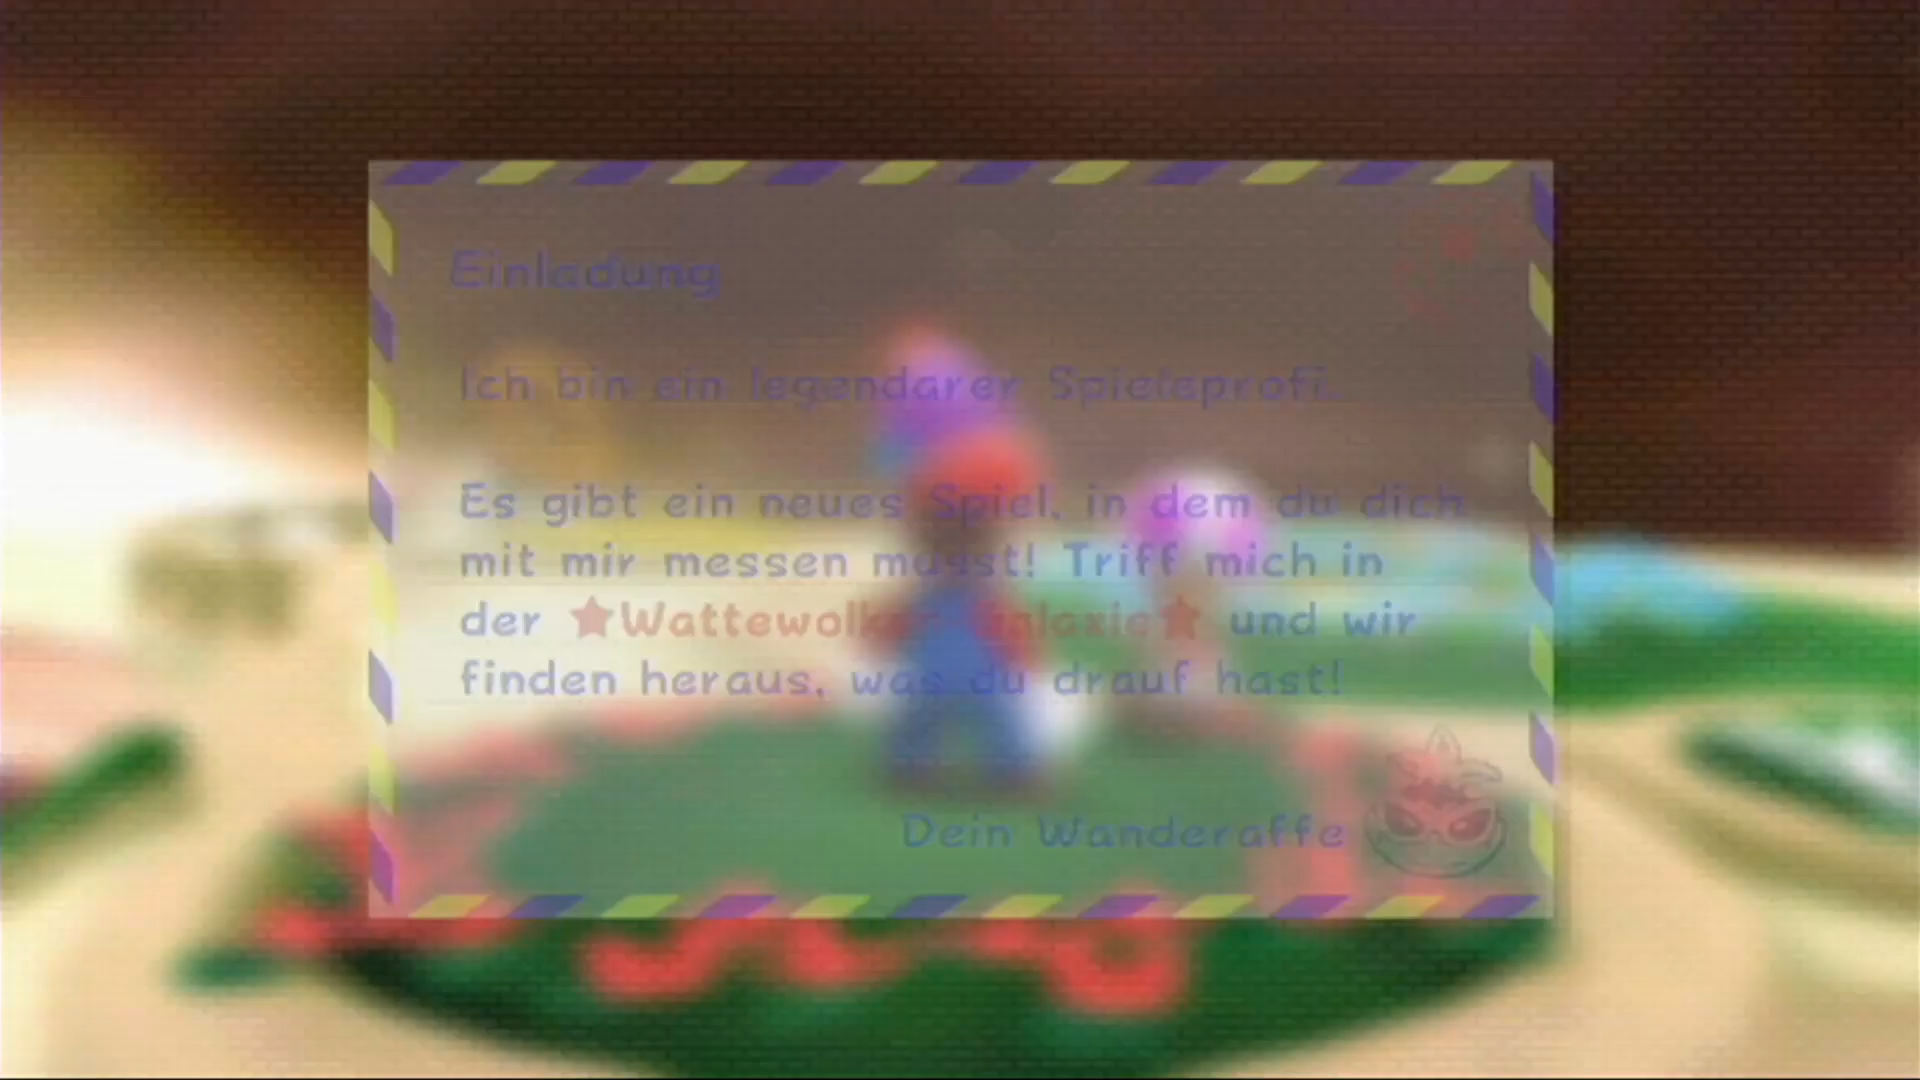 Einladung
Ich bin ein legendärer Spieleprofi.
Es gibt ein neues Spiel, in dem du dich
mit mir messen musst! Triff mich in
der ★Wattewolken-Galaxie★ und wir
finden heraus, was du drauf hast!
Dein Wanderaffe